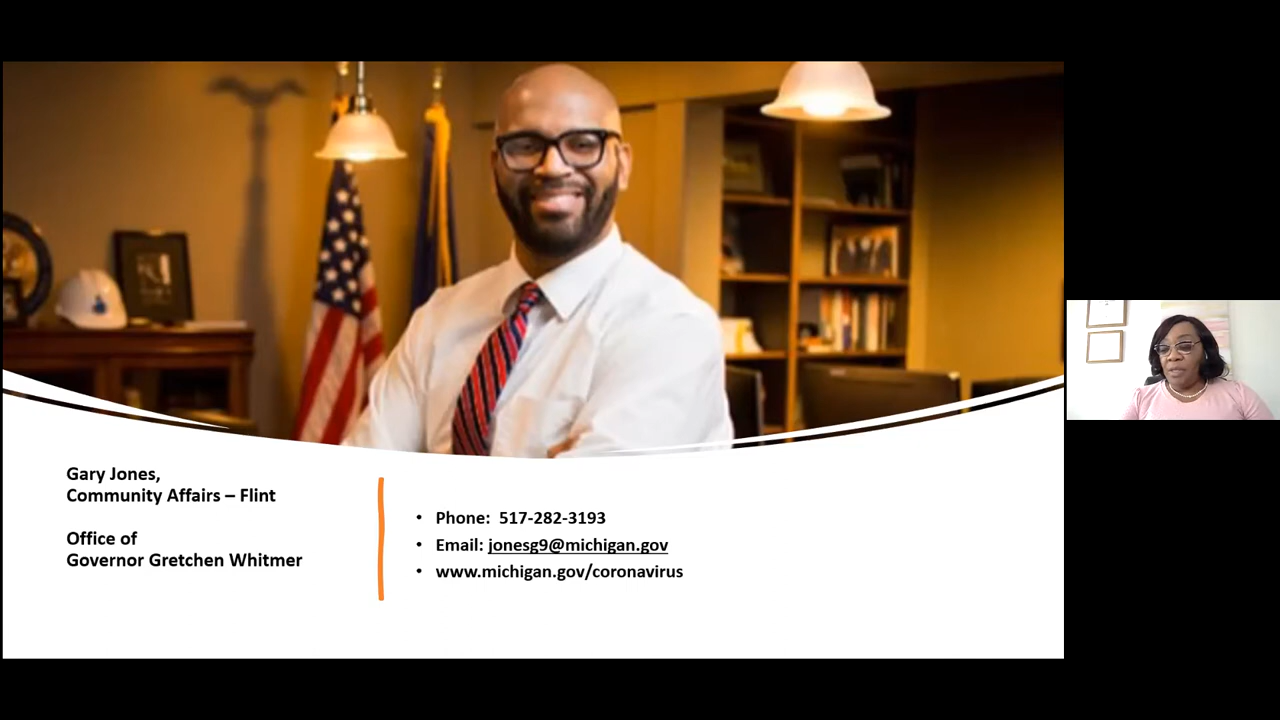 Gary Jones,
Community Affairs – Flint
Office of
Governor Gretchen Whitmer
• Phone: 517-282-3193
• Email: jonesg9@michigan.gov
• www.michigan.gov/coronavirus